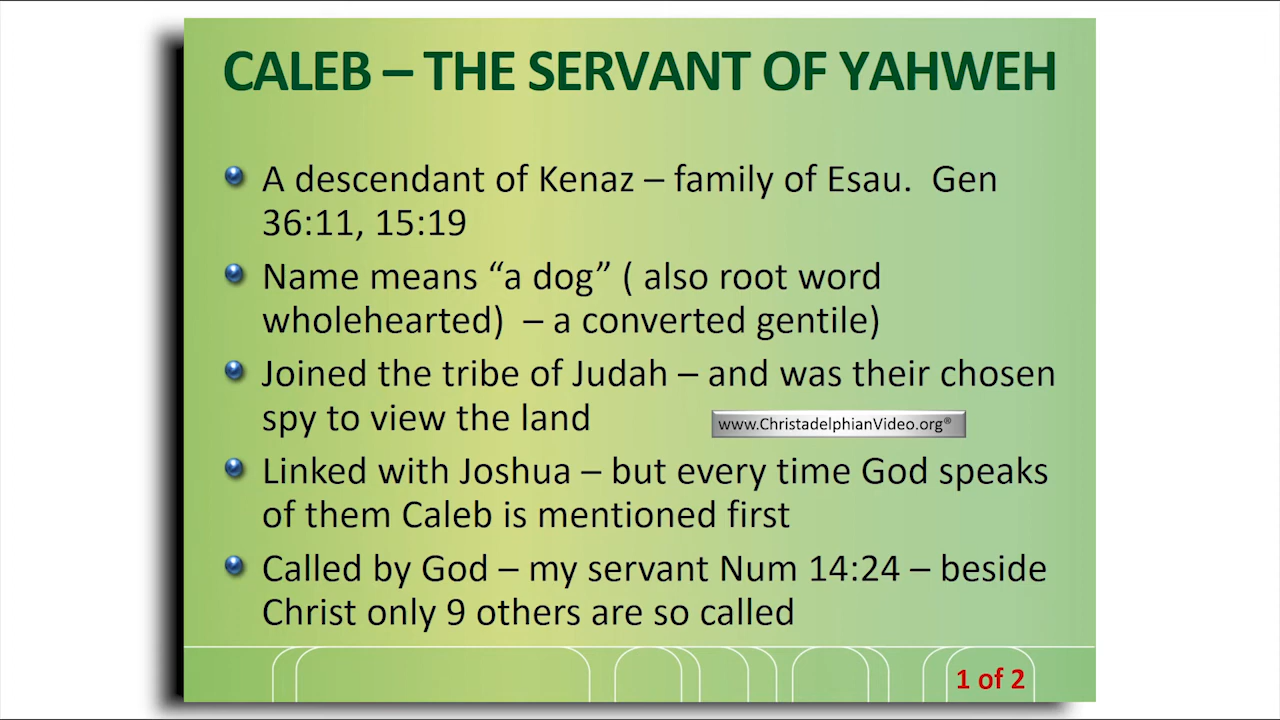 CALEB – THE SERVANT OF YAHWEH
A descendant of Kenaz – family of Esau.  Gen
36:11, 15:19
Name means “a dog” ( also root word
wholehearted)  – a converted gentile)
Joined the tribe of Judah – and was their chosen
spy to view the land
www.ChristadelphianVideo.org®
Linked with Joshua – but every time God speaks
of them Caleb is mentioned first
Called by God – my servant Num 14:24 – beside
Christ only 9 others are so called
1 of 2